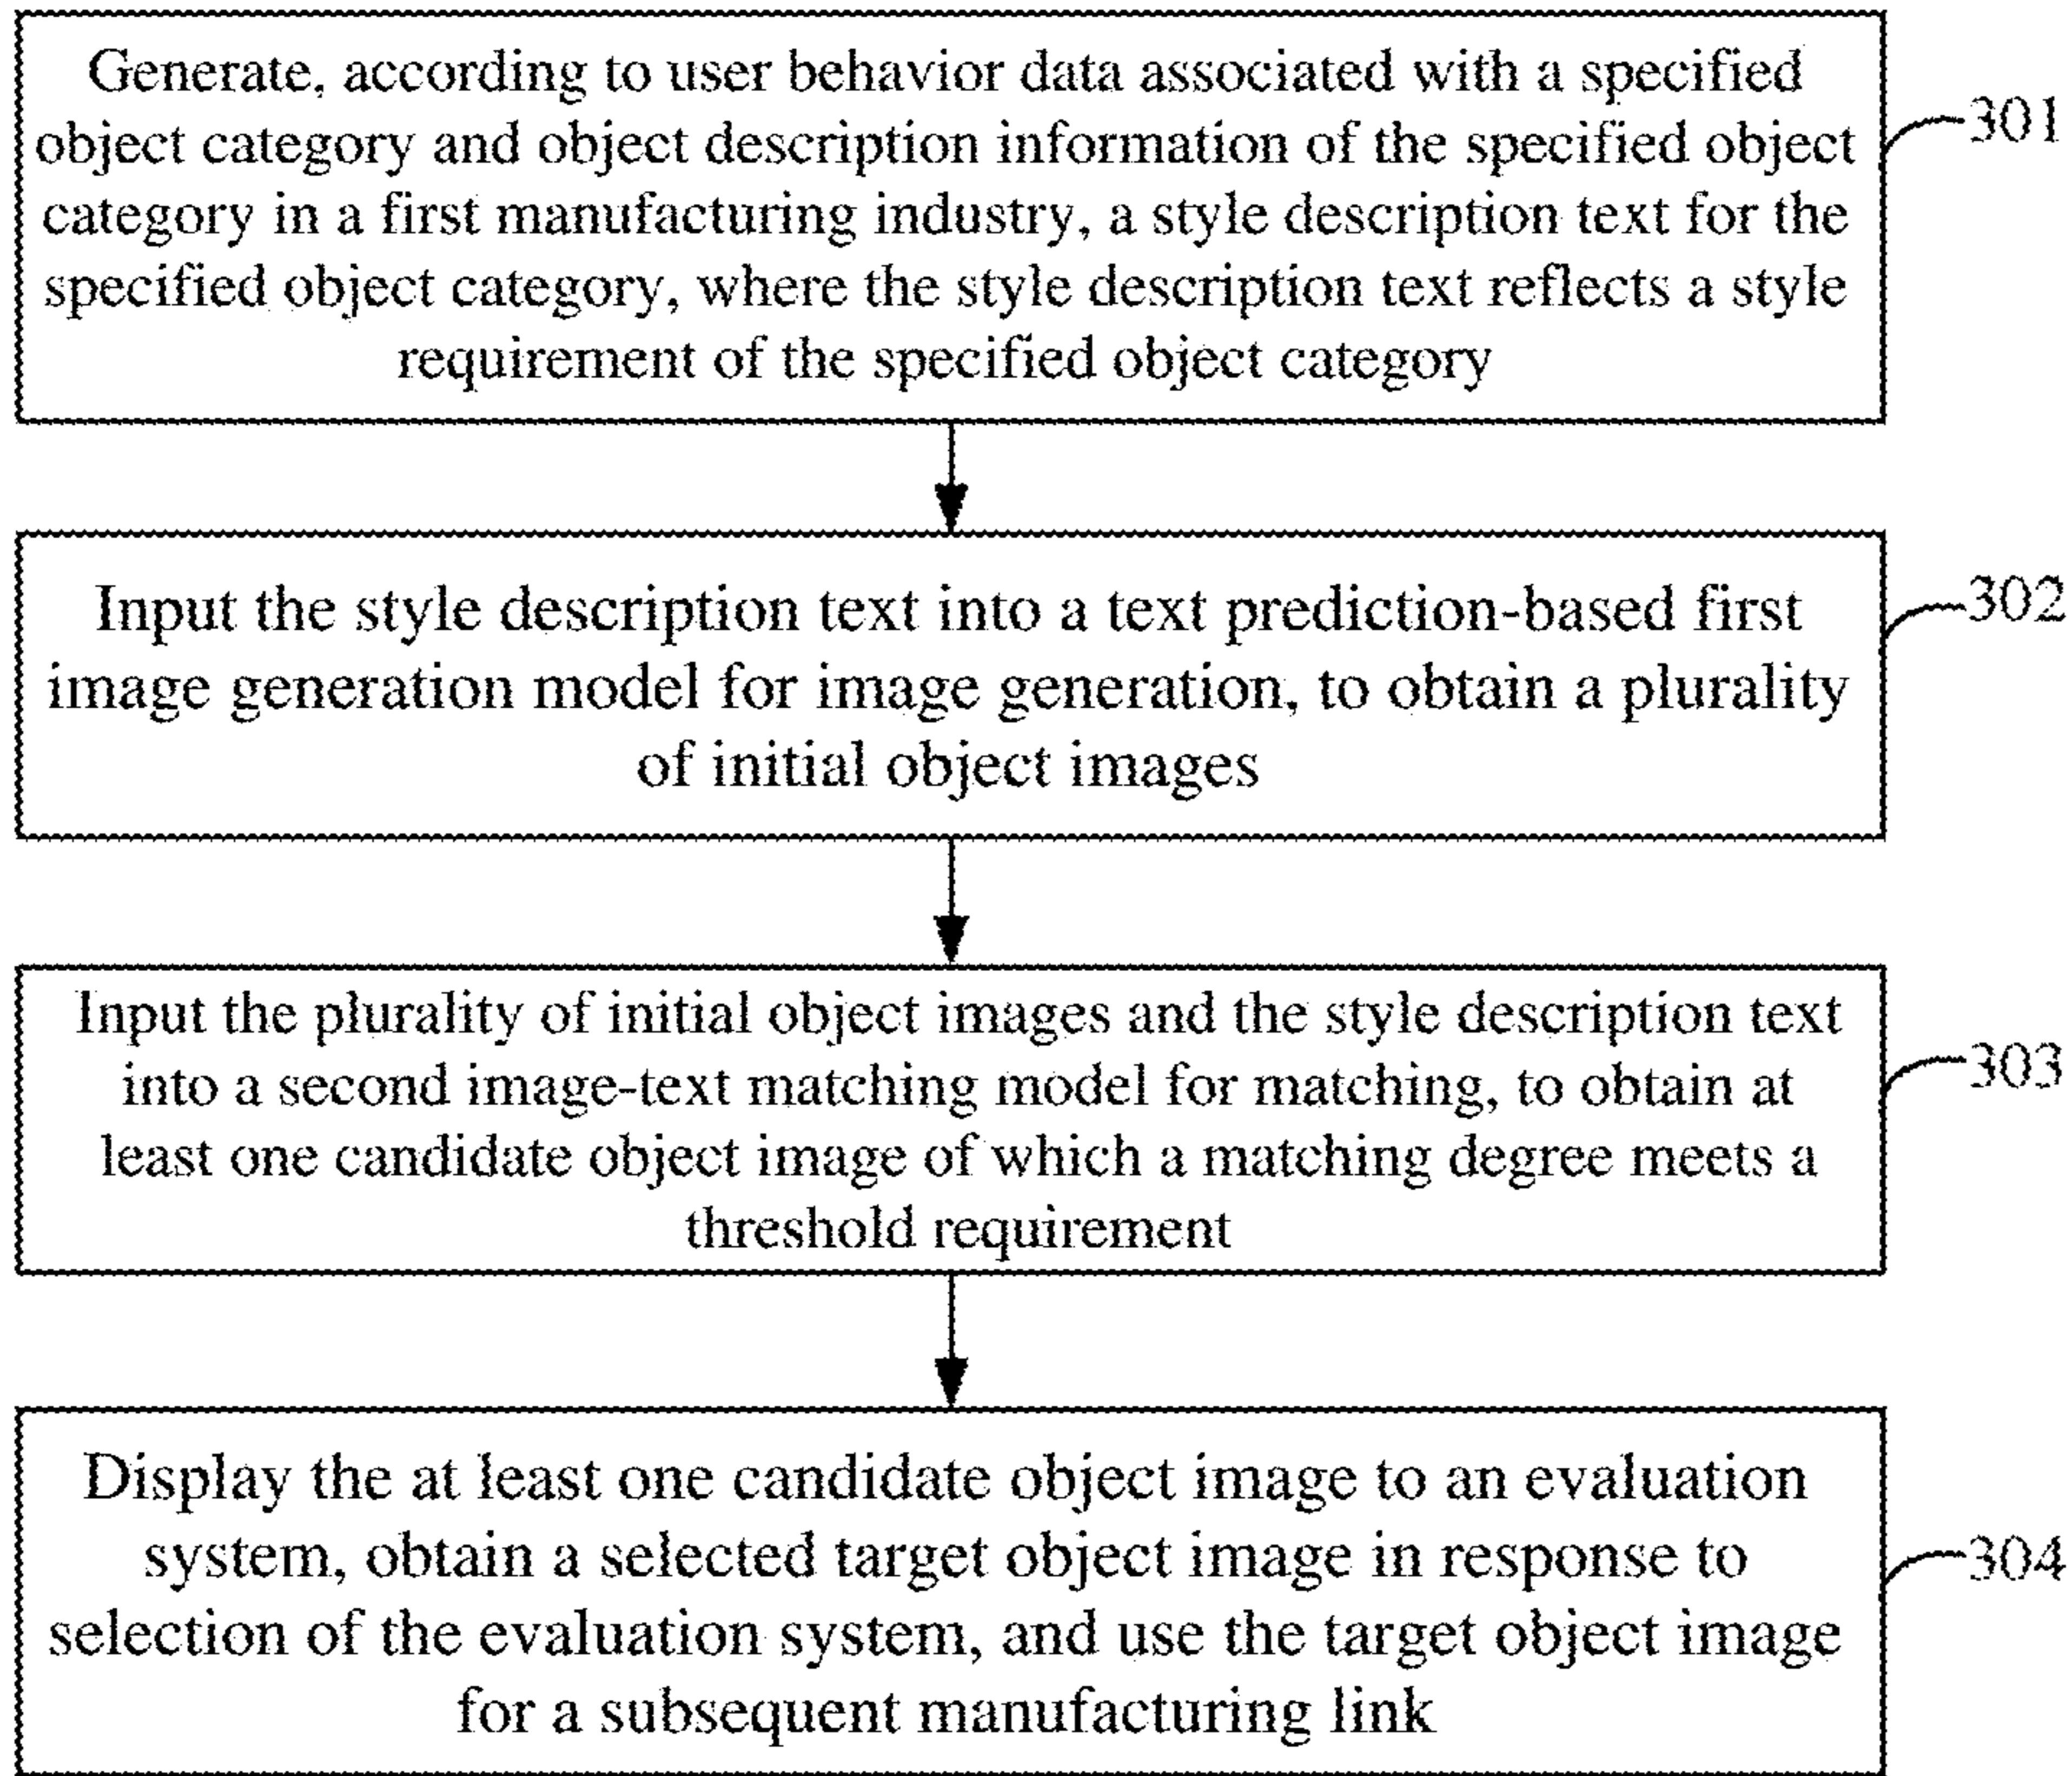 Generate, according to user behavior data associated with a specified
object category and object description information of the specified object
category in a first manufacturing industry, a style description text for the
specified object category, where the style description text reflects a style
requirement of the specified object category
301
Input the style description text into a text prediction-based first
image generation model for image generation, to obtain a plurality
of initial object images
302
Input the plurality of initial object images and the style description text
into a second image-text matching model for matching, to obtain at
least one candidate object image of which a matching degree meets a
threshold requirement
303
Display the at least one candidate object image to an evaluation
system, obtain a selected target object image in response to
selection of the evaluation system, and use the target object image
for a subsequent manufacturing link
304